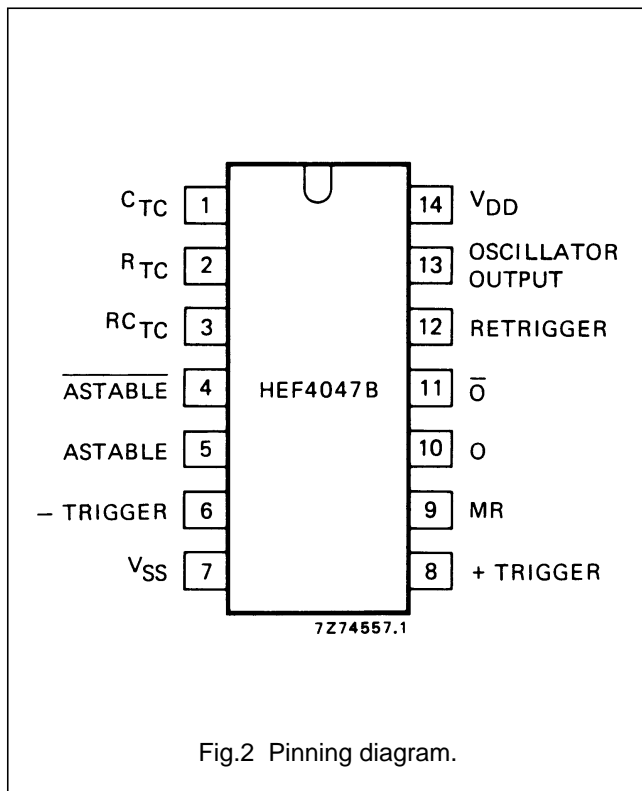 C_TC 1
R_TC 2
RC_TC 3
A̅S̅T̅A̅B̅L̅E̅ 4
ASTABLE 5
– TRIGGER 6
V_SS 7
HEF4047B
14 V_DD
13 OSCILLATOR
OUTPUT
12 RETRIGGER
11 O̅
10 O
9 MR
8 + TRIGGER
7Z74557.1
Fig.2 Pinning diagram.